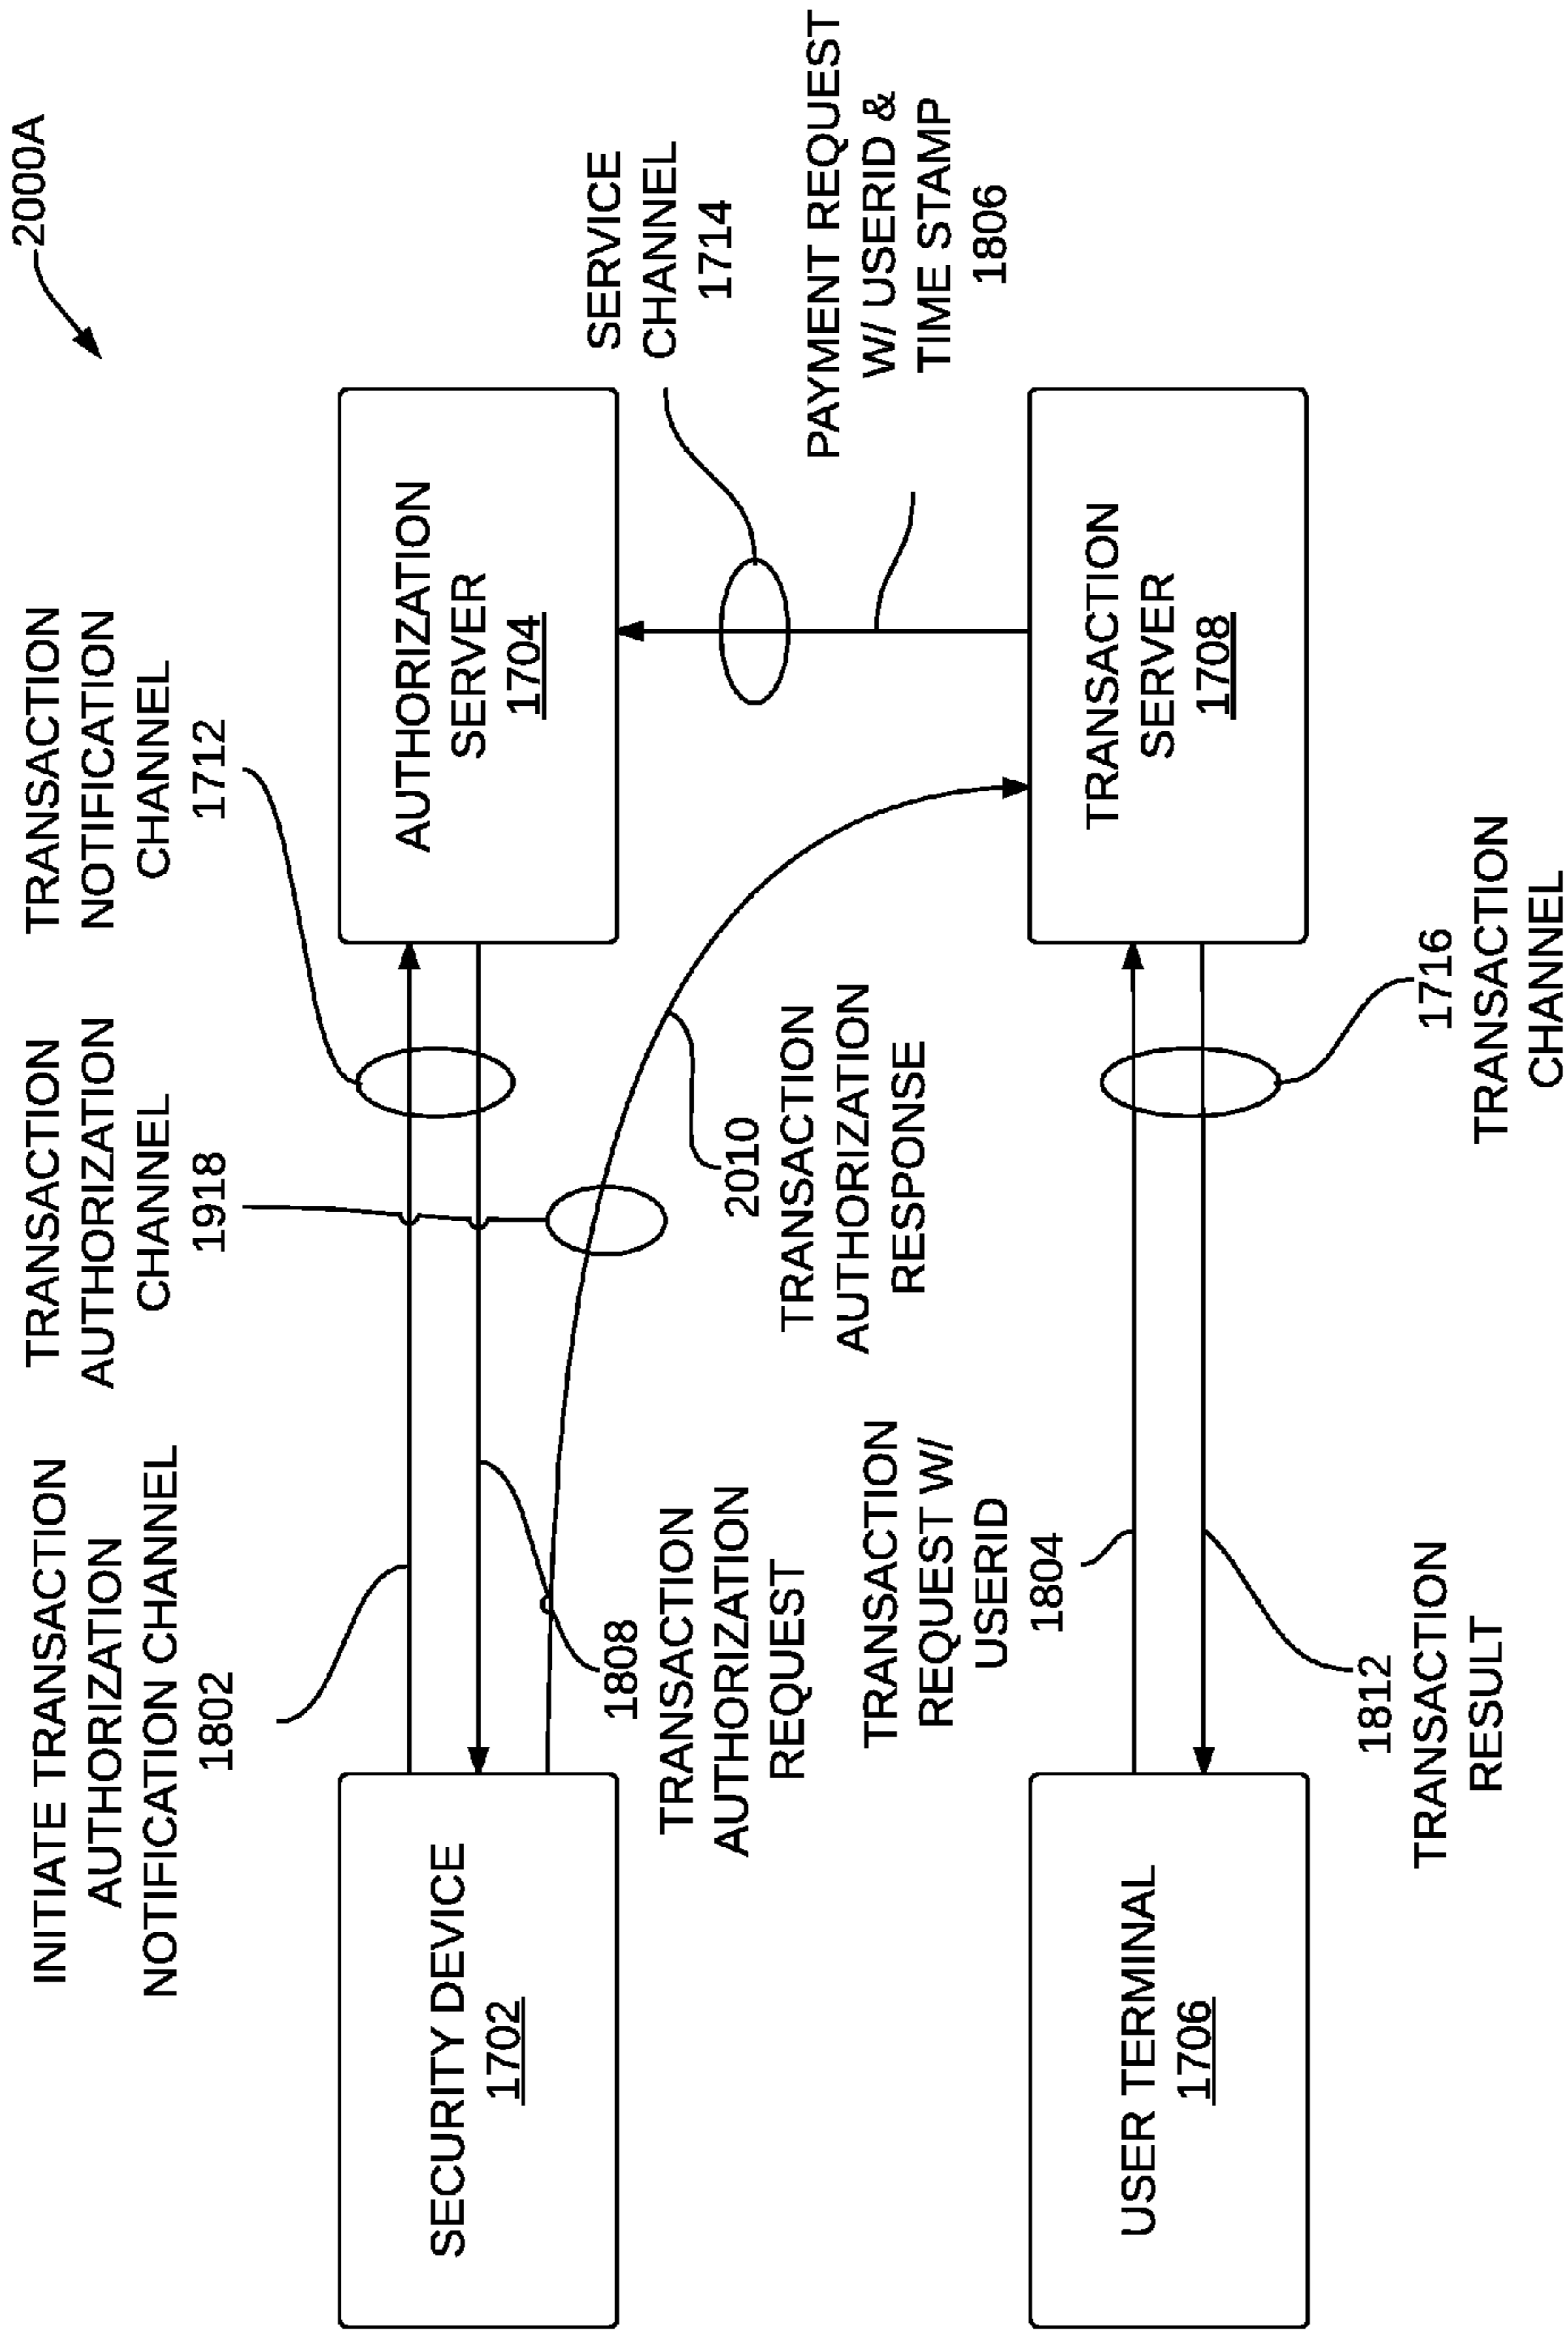 2000A
INITIATE TRANSACTION
AUTHORIZATION
NOTIFICATION CHANNEL
1802
TRANSACTION
AUTHORIZATION
CHANNEL
1918
TRANSACTION
NOTIFICATION
CHANNEL
1712
SECURITY DEVICE
1702
AUTHORIZATION
SERVER
1704
SERVICE
CHANNEL
1714
1808
TRANSACTION
AUTHORIZATION
REQUEST
2010
TRANSACTION
AUTHORIZATION
RESPONSE
PAYMENT REQUEST
W/ USERID &
TIME STAMP
1806
TRANSACTION
REQUEST W/
USERID
1804
USER TERMINAL
1706
TRANSACTION
SERVER
1708
1812
TRANSACTION
RESULT
1716
TRANSACTION
CHANNEL